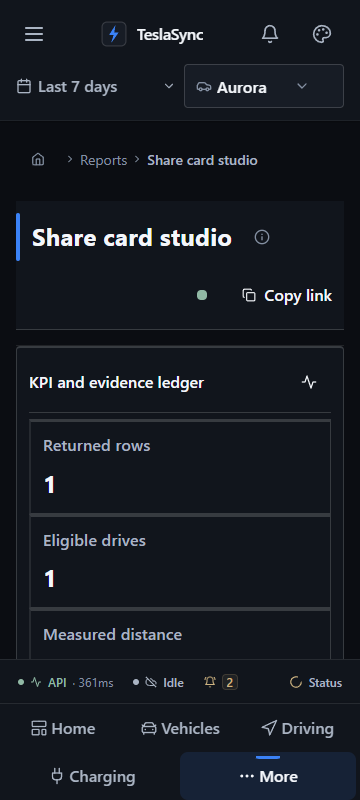 TeslaSync
Last 7 days
Aurora
Reports
Share card studio
Share card studio
Copy link
KPI and evidence ledger
Returned rows
1
Eligible drives
1
Measured distance
API · 361ms
Idle
2
Status
Home
Vehicles
Driving
Charging
More